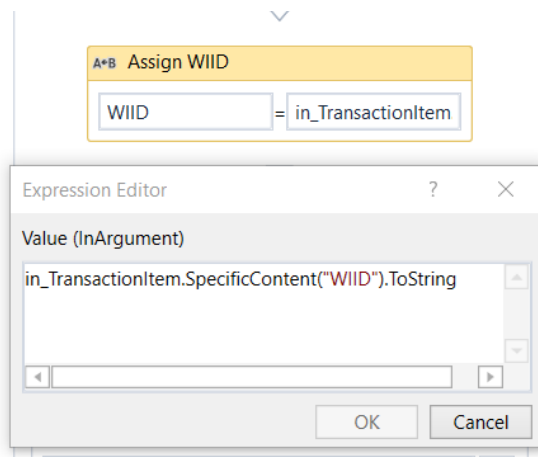 A+B Assign WIID
WIID = in_TransactionItem
Expression Editor ? ×
Value (InArgument)
in_TransactionItem.SpecificContent("WIID").ToString
OK Cancel